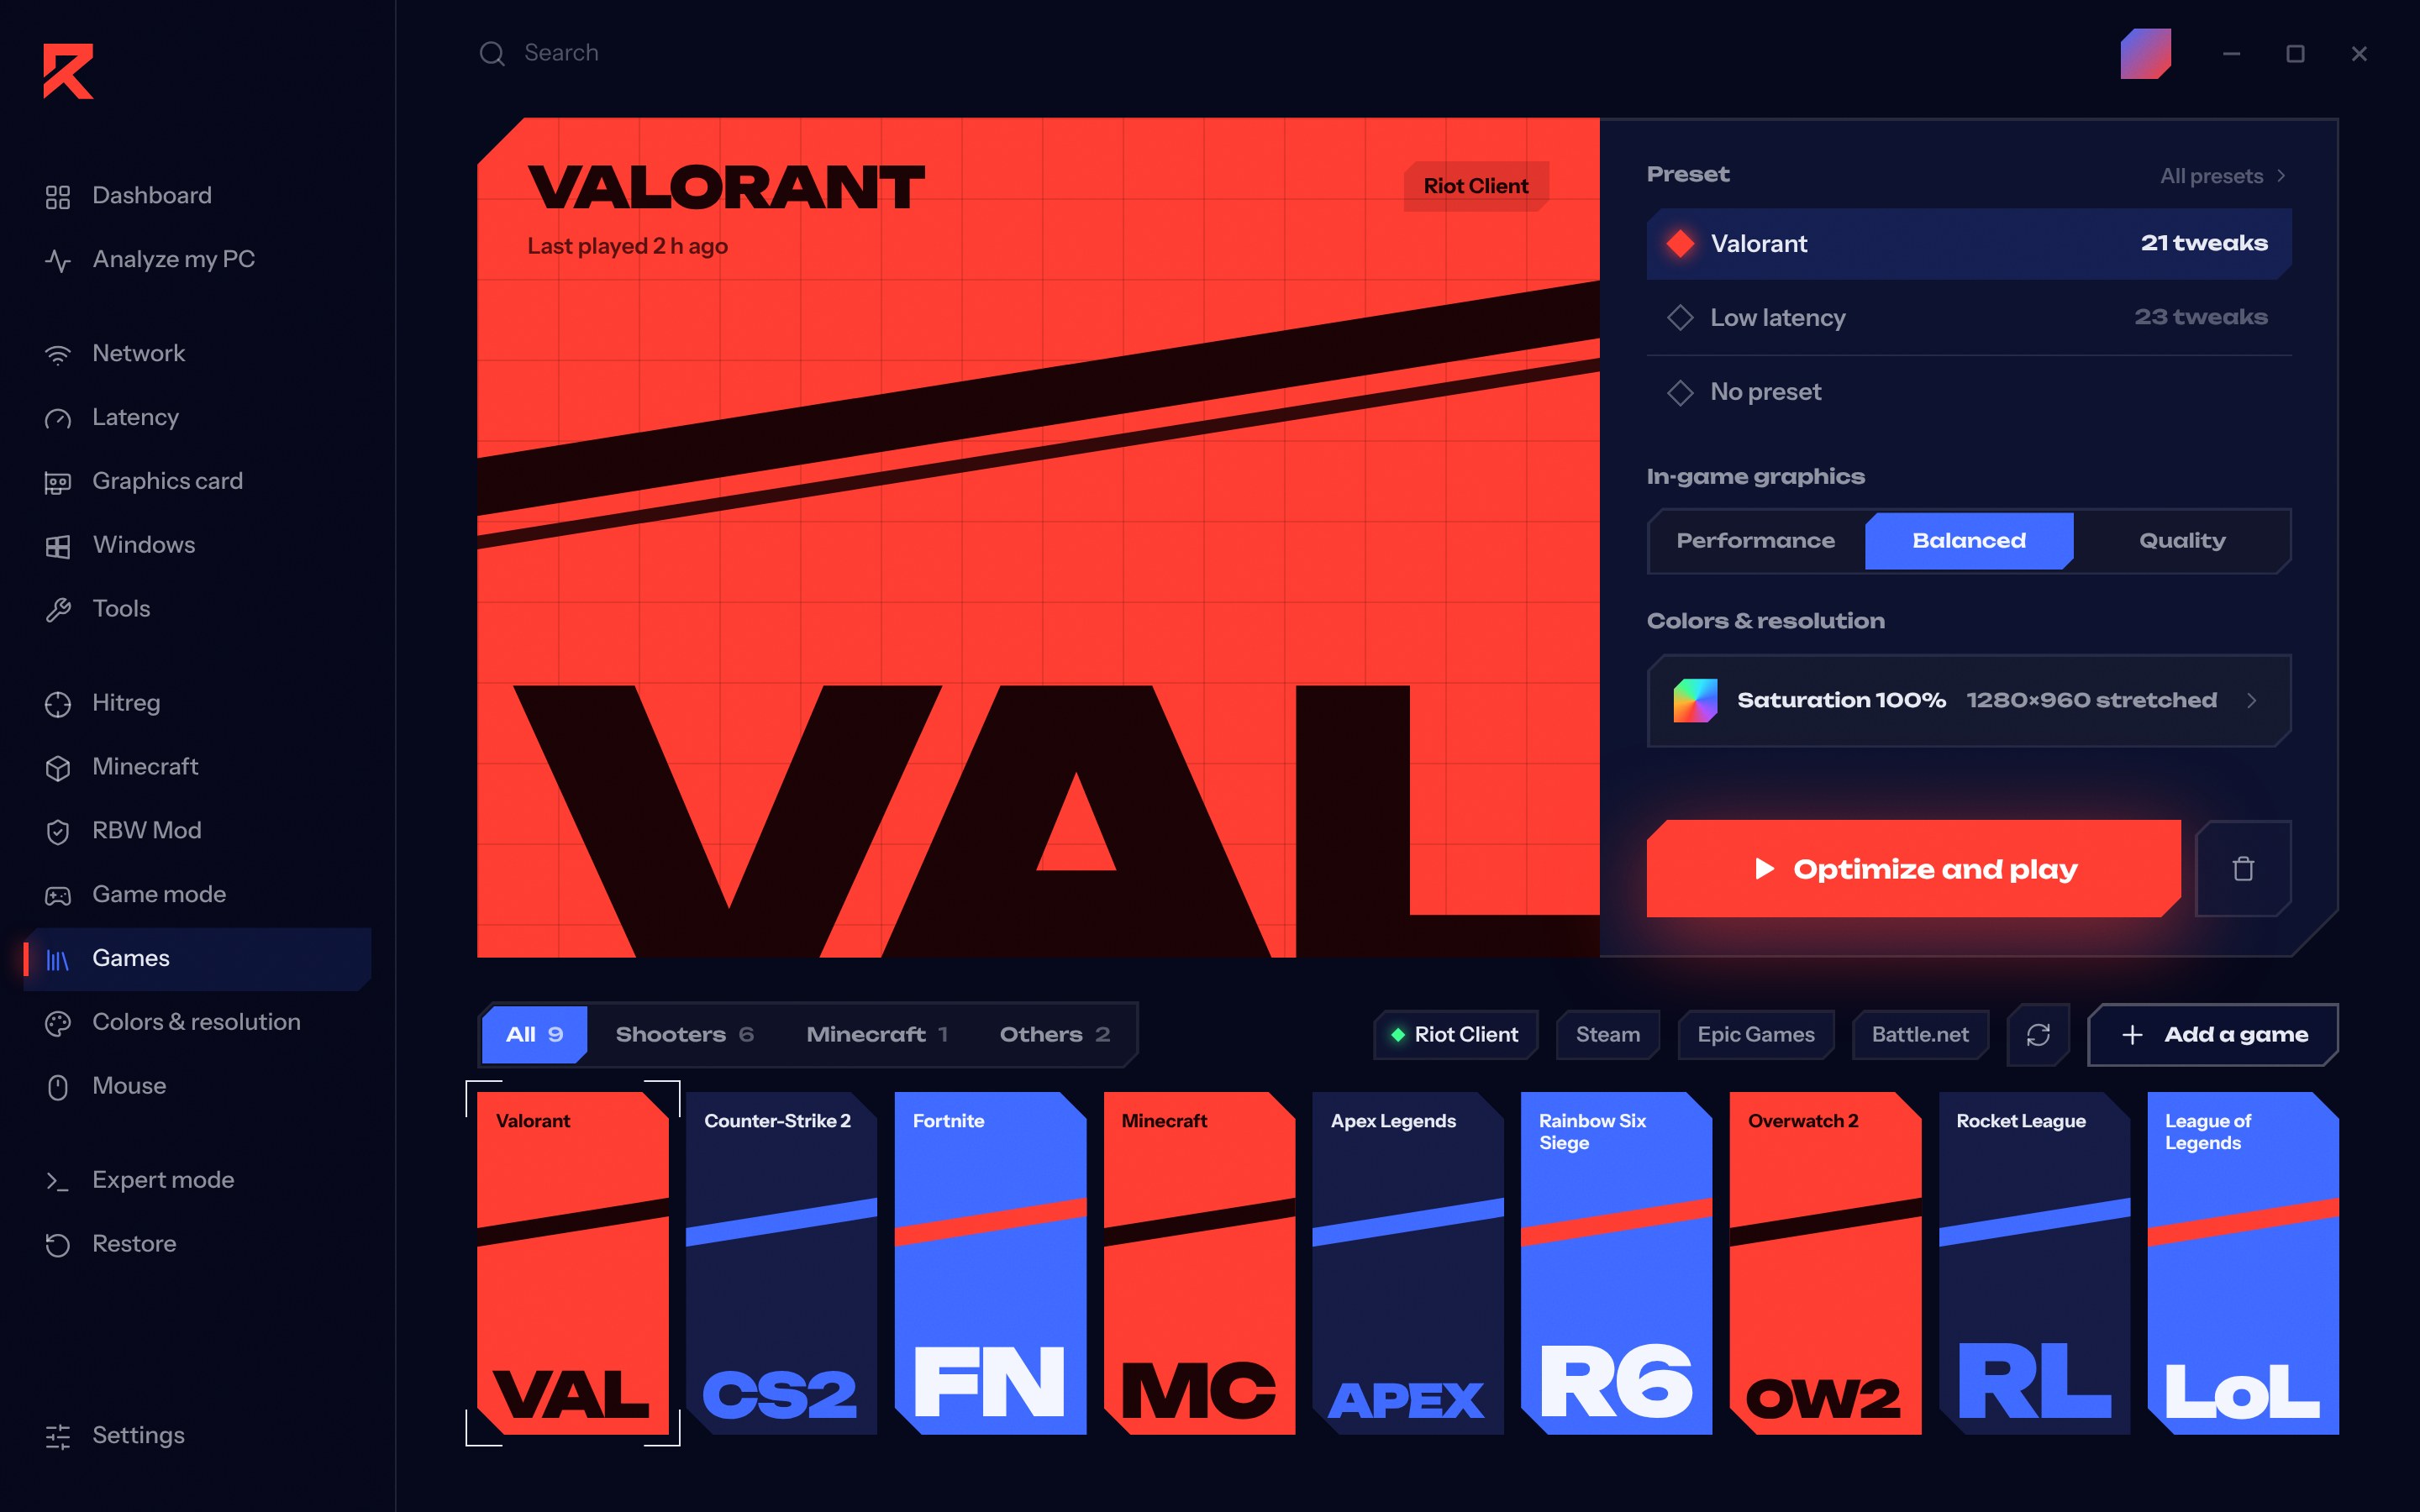 Search
Dashboard
Analyze my PC
Network
Latency
Graphics card
Windows
Tools
Hitreg
Minecraft
RBW Mod
Game mode
Games
Colors & resolution
Mouse
Expert mode
Restore
Settings
VALORANT
Riot Client
Last played 2 h ago
VAL
Preset
All presets
Valorant
21 tweaks
Low latency
23 tweaks
No preset
In-game graphics
Performance
Balanced
Quality
Colors & resolution
Saturation 100%
1280×960 stretched
Optimize and play
All 9
Shooters 6
Minecraft 1
Others 2
Riot Client
Steam
Epic Games
Battle.net
Add a game
Valorant
VAL
Counter-Strike 2
CS2
Fortnite
FN
Minecraft
MC
Apex Legends
APEX
Rainbow Six
Siege
R6
Overwatch 2
OW2
Rocket League
RL
League of
Legends
LoL